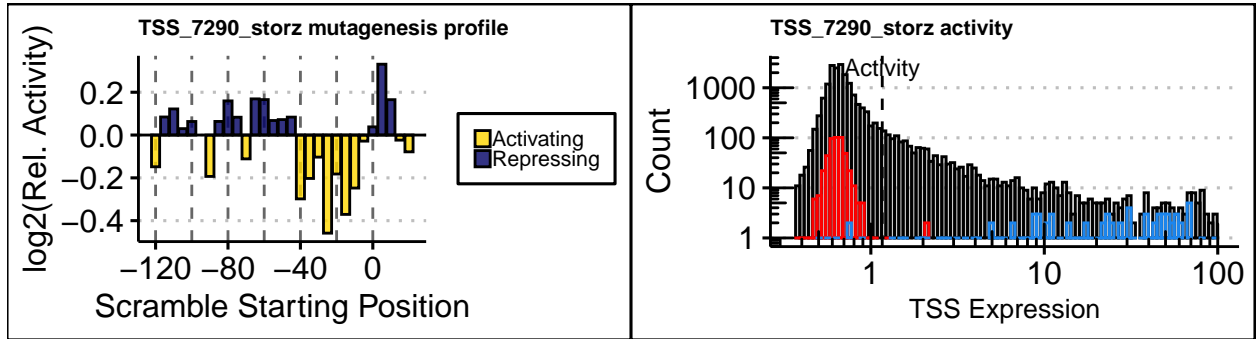 TSS_7290_storz mutagenesis profile
log2(Rel. Activity)
0.2
0.0
−0.2
−0.4
−120
−80
−40
0
Scramble Starting Position
Activating
Repressing
TSS_7290_storz activity
Activity
Count
1000
100
10
1
1
10
100
TSS Expression